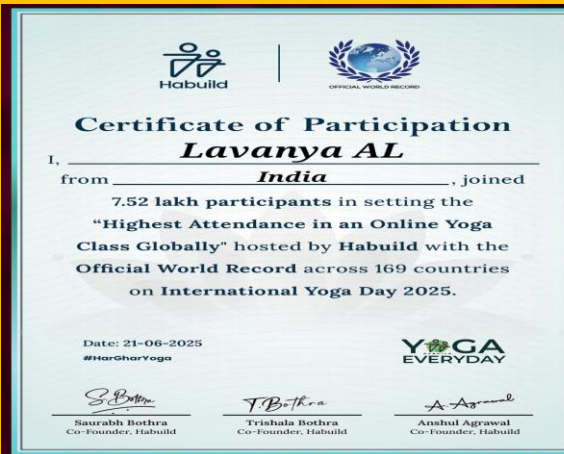 Habuild
OFFICIAL WORLD RECORD
Certificate of Participation
I, Lavanya AL
from India, joined
7.52 lakh participants in setting the
“Highest Attendance in an Online Yoga
Class Globally" hosted by Habuild with the
Official World Record across 169 countries
on International Yoga Day 2025.
Date: 21-06-2025
#HarGharYoga
YOGA
EVERYDAY
S.Bothra T.Bothra A.Agrawal
Saurabh Bothra Trishala Bothra Anshul Agrawal
Co-Founder, Habuild Co-Founder, Habuild Co-Founder, Habuild